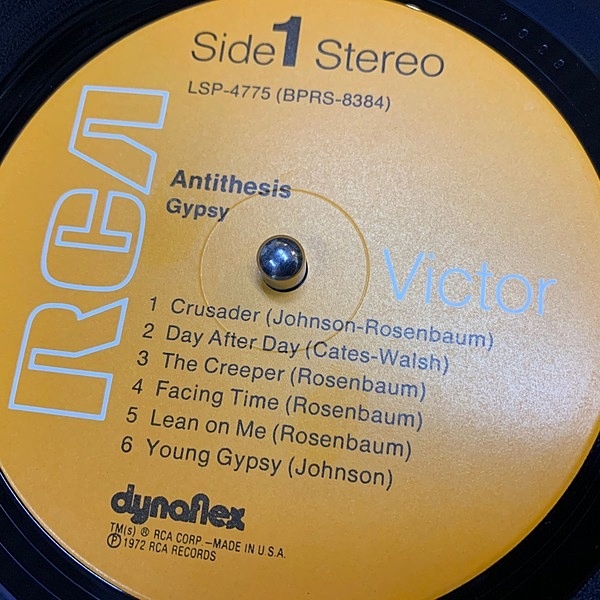 Side 1 Stereo
LSP-4775 (BPRS-8384)
RCA
Antithesis
Gypsy
Victor
1 Crusader (Johnson-Rosenbaum)
2 Day After Day (Cates-Walsh)
3 The Creeper (Rosenbaum)
4 Facing Time (Rosenbaum)
5 Lean on Me (Rosenbaum)
6 Young Gypsy (Johnson)
dynaflex
TM(s) ® RCA CORP.—MADE IN U.S.A.
℗ 1972 RCA RECORDS